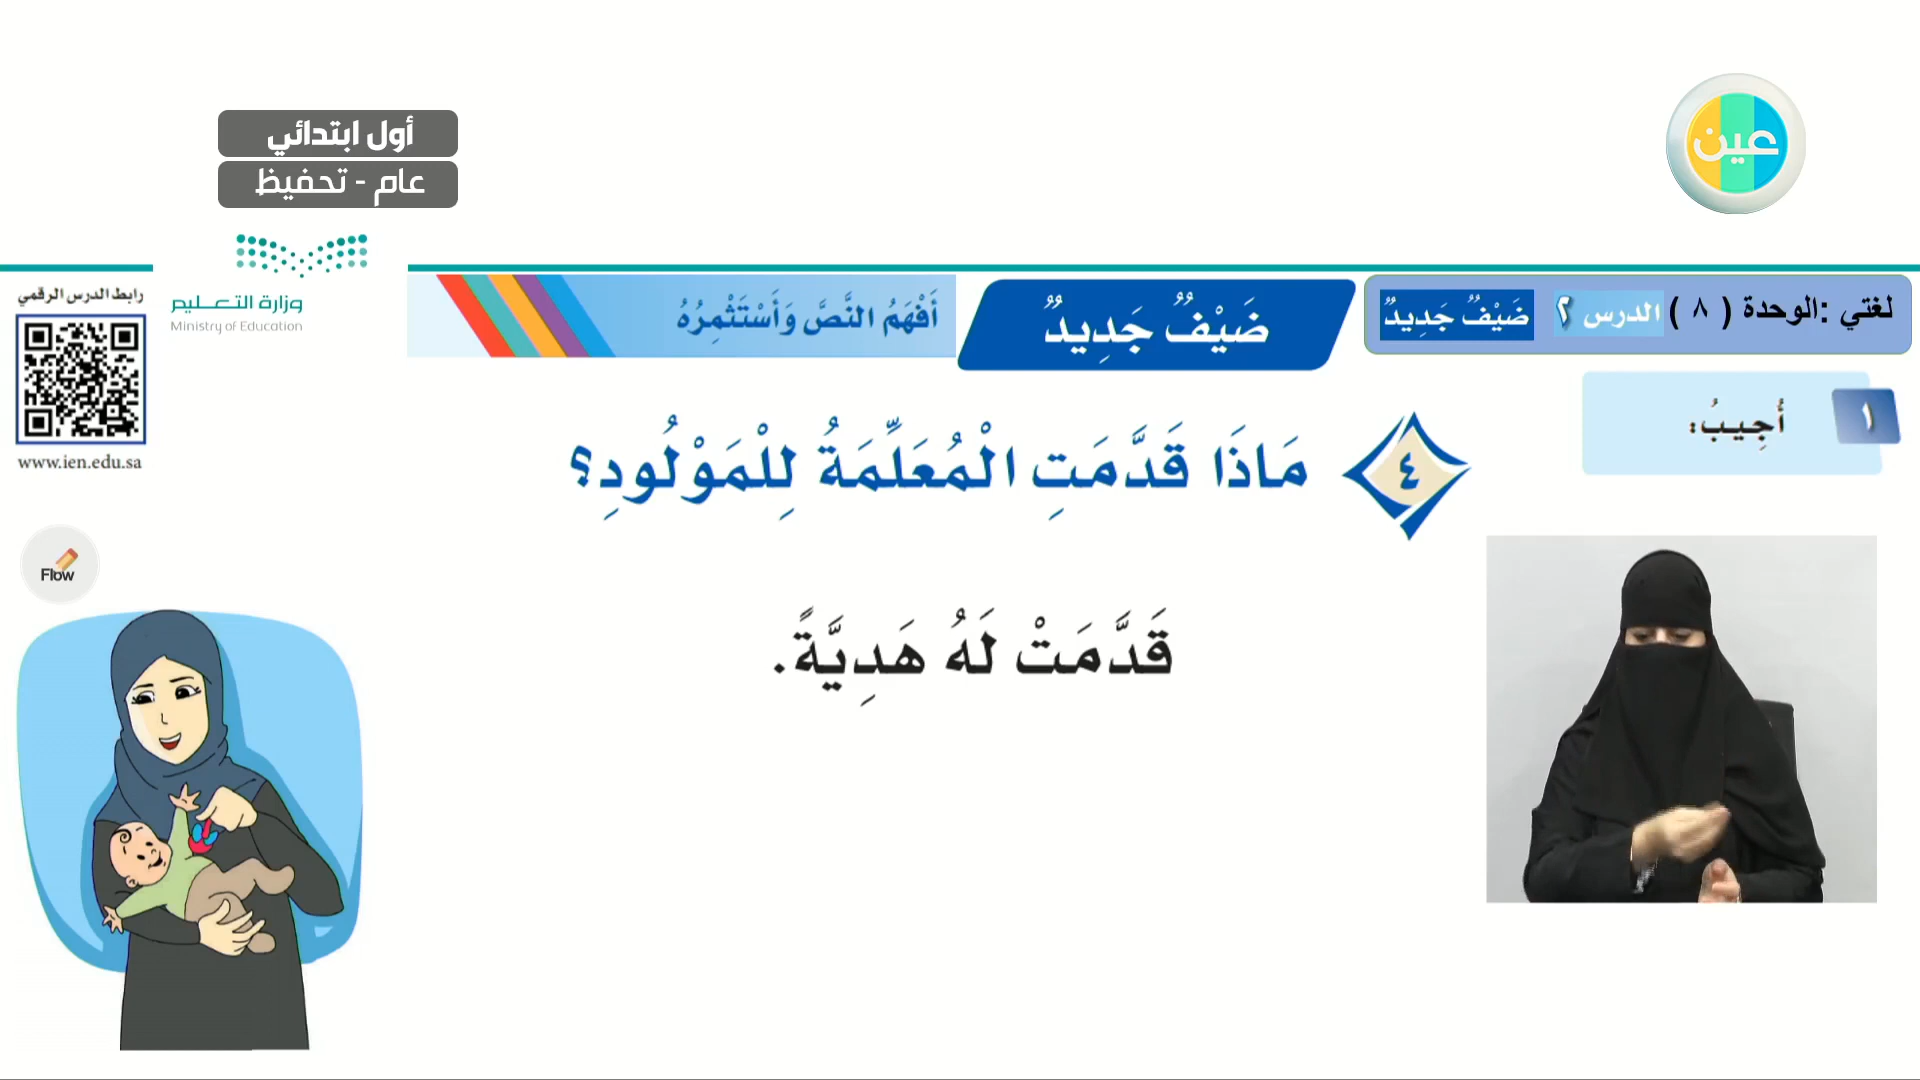 عين
أول ابتدائي
عام - تحفيظ
وزارة التعليم
Ministry of Education
رابط الدرس الرقمي
www.ien.edu.sa
لغتي :الوحدة ( ٨ ) الدرس ٢ ضَيْفٌ جَدِيدٌ
ضَيْفٌ جَدِيدٌ
أَفْهَمُ النَّصَّ وَأَسْتَثْمِرُهُ
١ أُجِيبُ:
٤ مَاذَا قَدَّمَتِ الْمُعَلِّمَةُ لِلْمَوْلُودِ؟
قَدَّمَتْ لَهُ هَدِيَّةً.
Flow